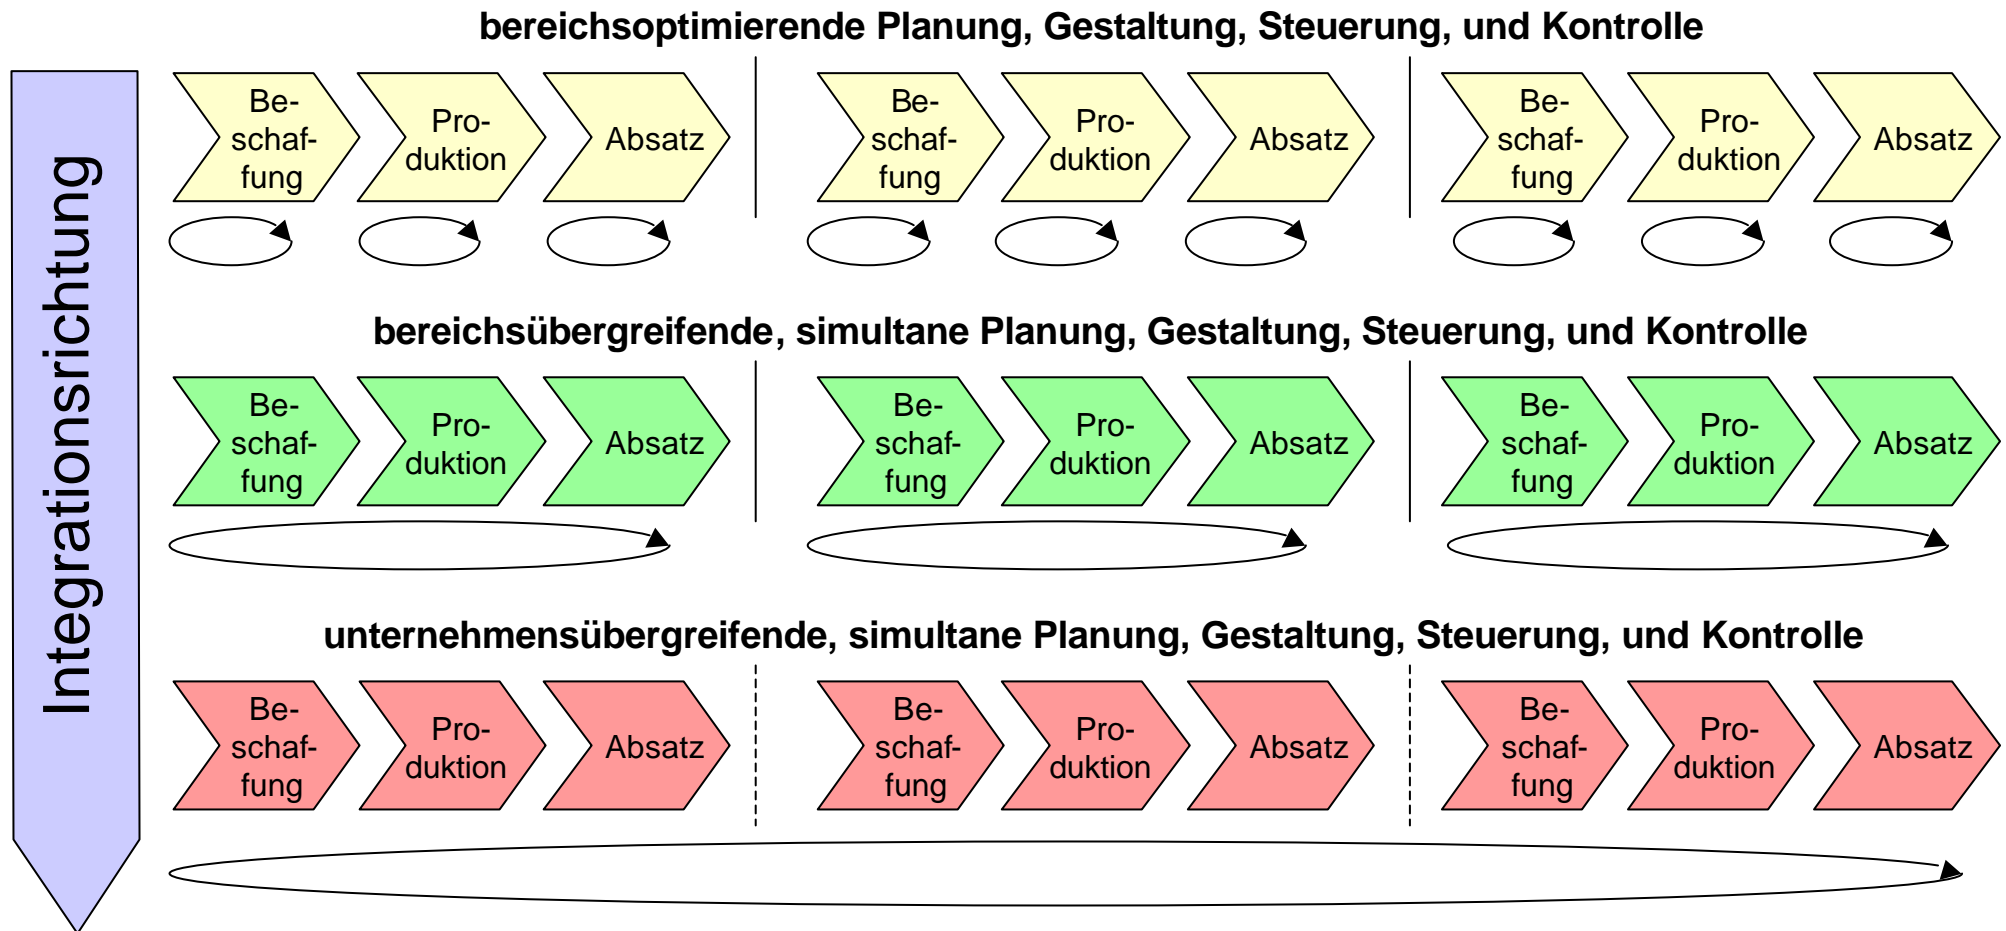 bereichsoptimierende Planung, Gestaltung, Steuerung, und Kontrolle
Integrationsrichtung
Be-
schaf-
fung
Pro-
duktion
Absatz
Be-
schaf-
fung
Pro-
duktion
Absatz
Be-
schaf-
fung
Pro-
duktion
Absatz
bereichsübergreifende, simultane Planung, Gestaltung, Steuerung, und Kontrolle
Be-
schaf-
fung
Pro-
duktion
Absatz
Be-
schaf-
fung
Pro-
duktion
Absatz
Be-
schaf-
fung
Pro-
duktion
Absatz
unternehmensübergreifende, simultane Planung, Gestaltung, Steuerung, und Kontrolle
Be-
schaf-
fung
Pro-
duktion
Absatz
Be-
schaf-
fung
Pro-
duktion
Absatz
Be-
schaf-
fung
Pro-
duktion
Absatz